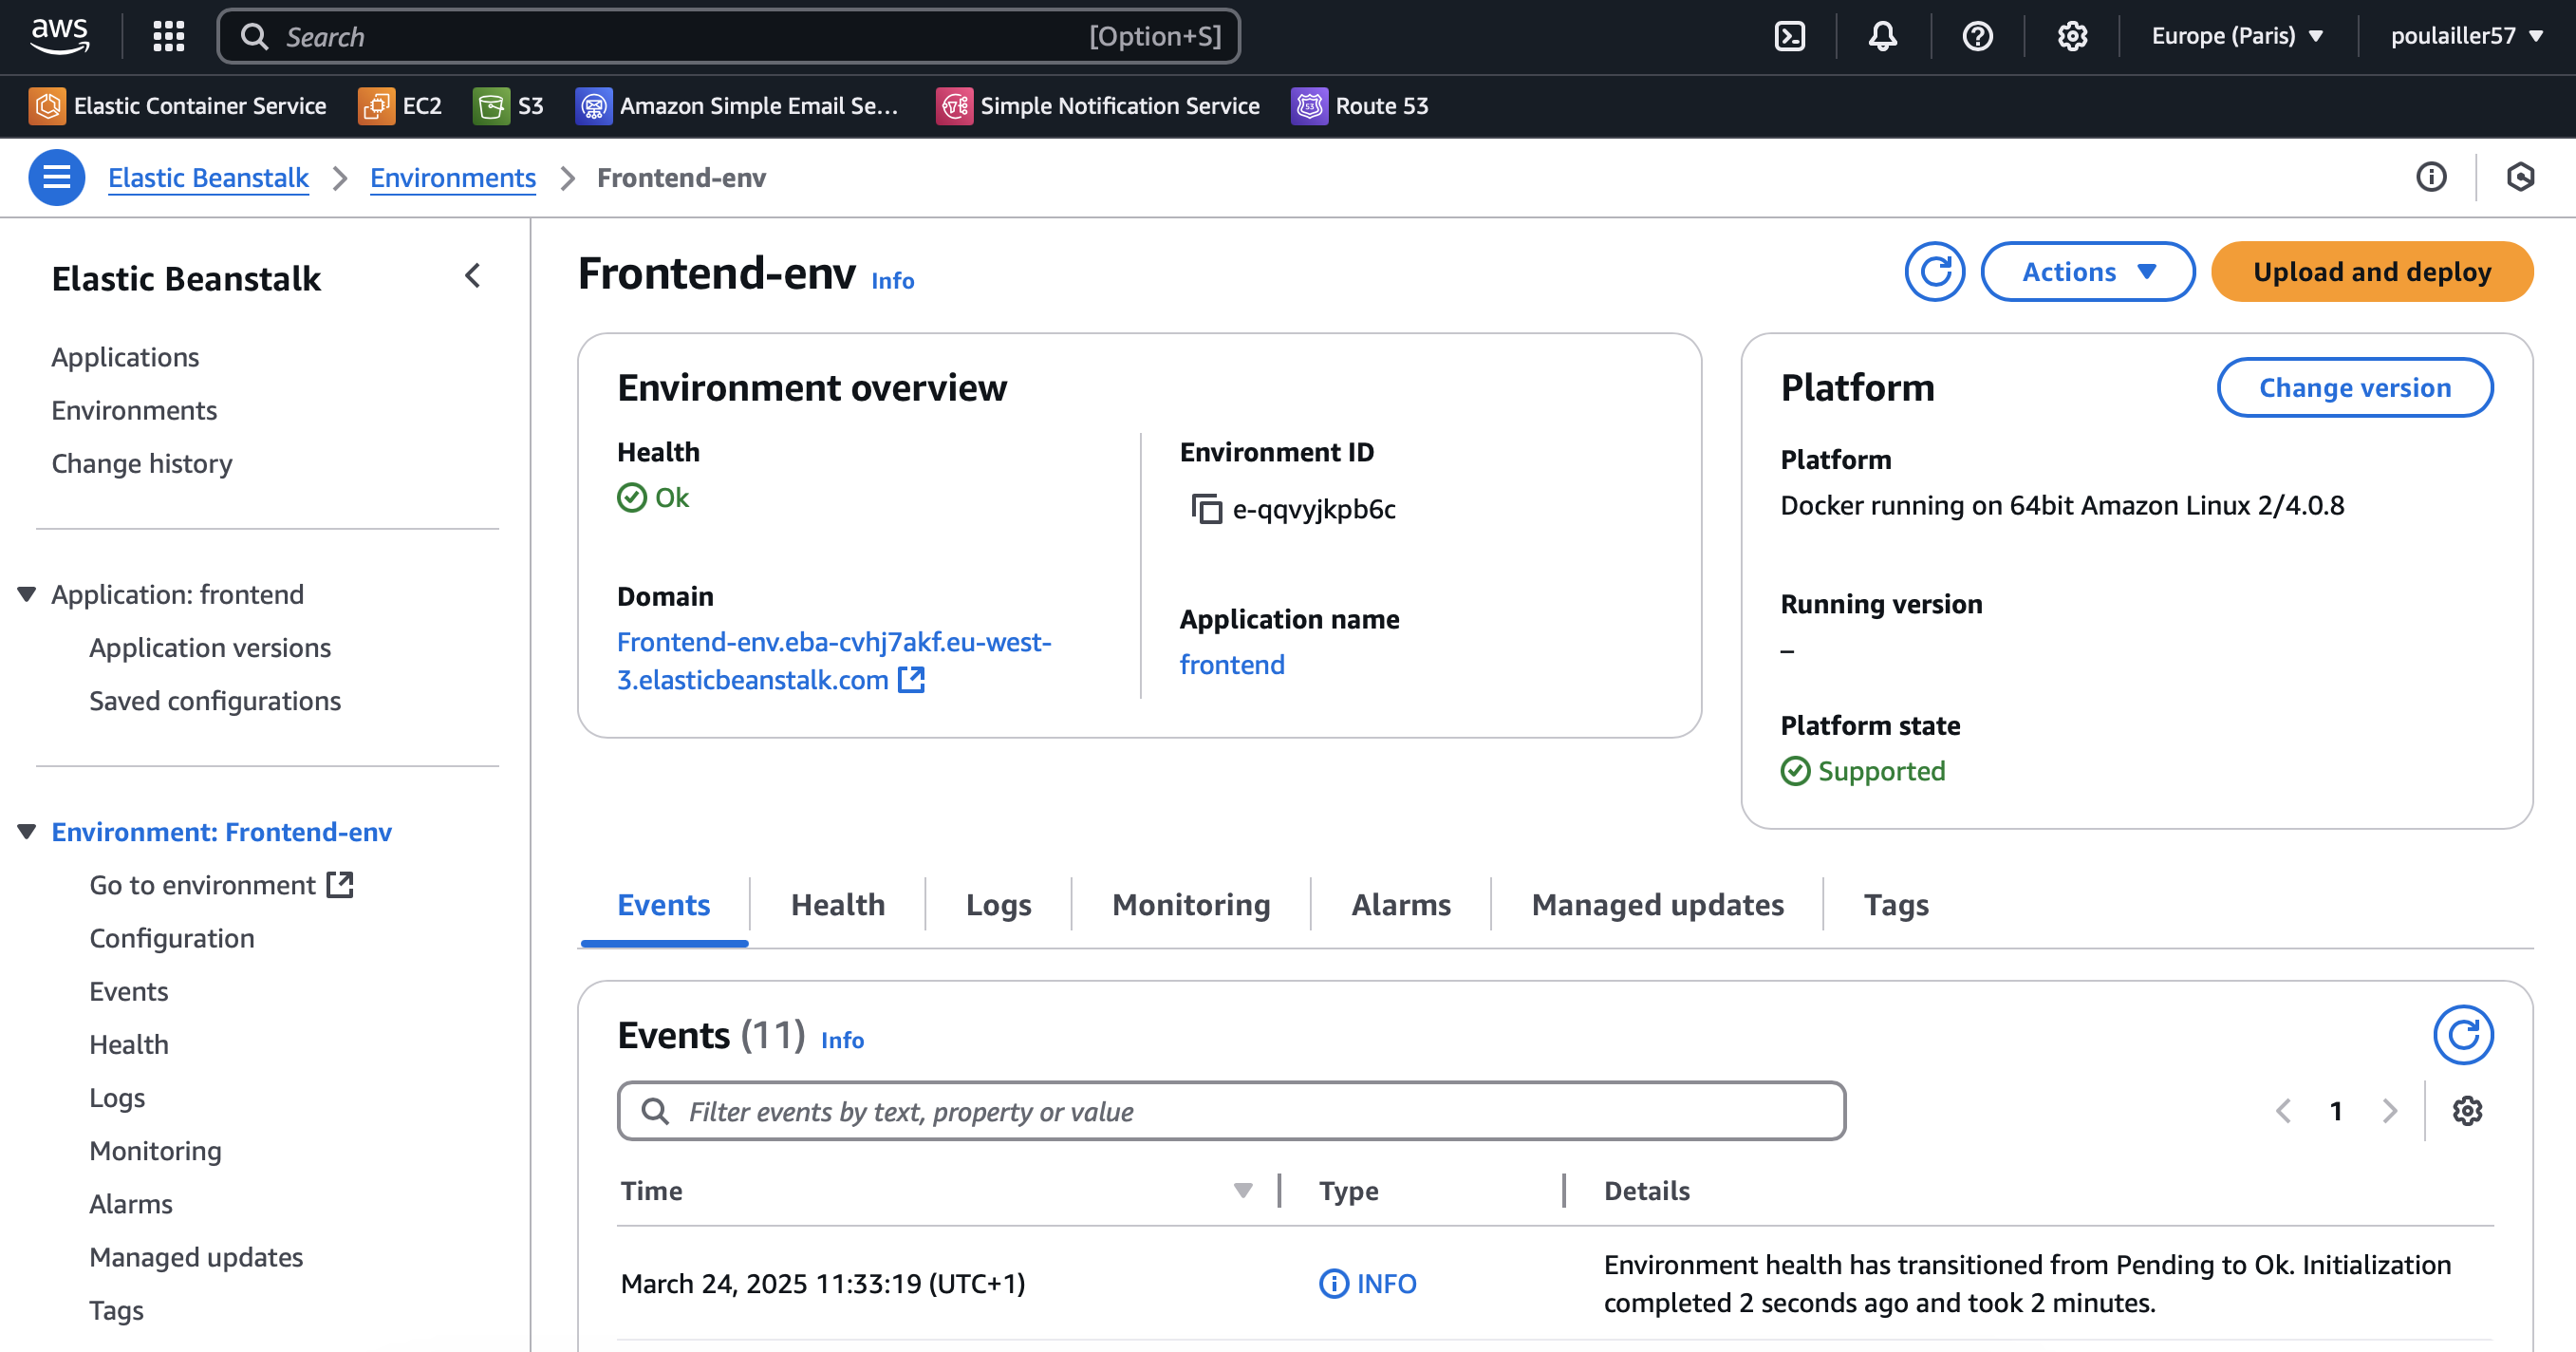 aws
Search [Option+S]
Europe (Paris)
poulailler57
Elastic Container Service
EC2
S3
Amazon Simple Email Se...
Simple Notification Service
Route 53
Elastic Beanstalk
Environments
Frontend-env
Elastic Beanstalk
Applications
Environments
Change history
Application: frontend
Application versions
Saved configurations
Environment: Frontend-env
Go to environment
Configuration
Events
Health
Logs
Monitoring
Alarms
Managed updates
Tags
Frontend-env Info
Actions
Upload and deploy
Environment overview
Health
Ok
Domain
Frontend-env.eba-cvhj7akf.eu-west-
3.elasticbeanstalk.com
Environment ID
e-qqvyjkpb6c
Application name
frontend
Platform
Change version
Platform
Docker running on 64bit Amazon Linux 2/4.0.8
Running version
–
Platform state
Supported
Events
Health
Logs
Monitoring
Alarms
Managed updates
Tags
Events (11) Info
Filter events by text, property or value
1
Time
Type
Details
March 24, 2025 11:33:19 (UTC+1)
INFO
Environment health has transitioned from Pending to Ok. Initialization
completed 2 seconds ago and took 2 minutes.